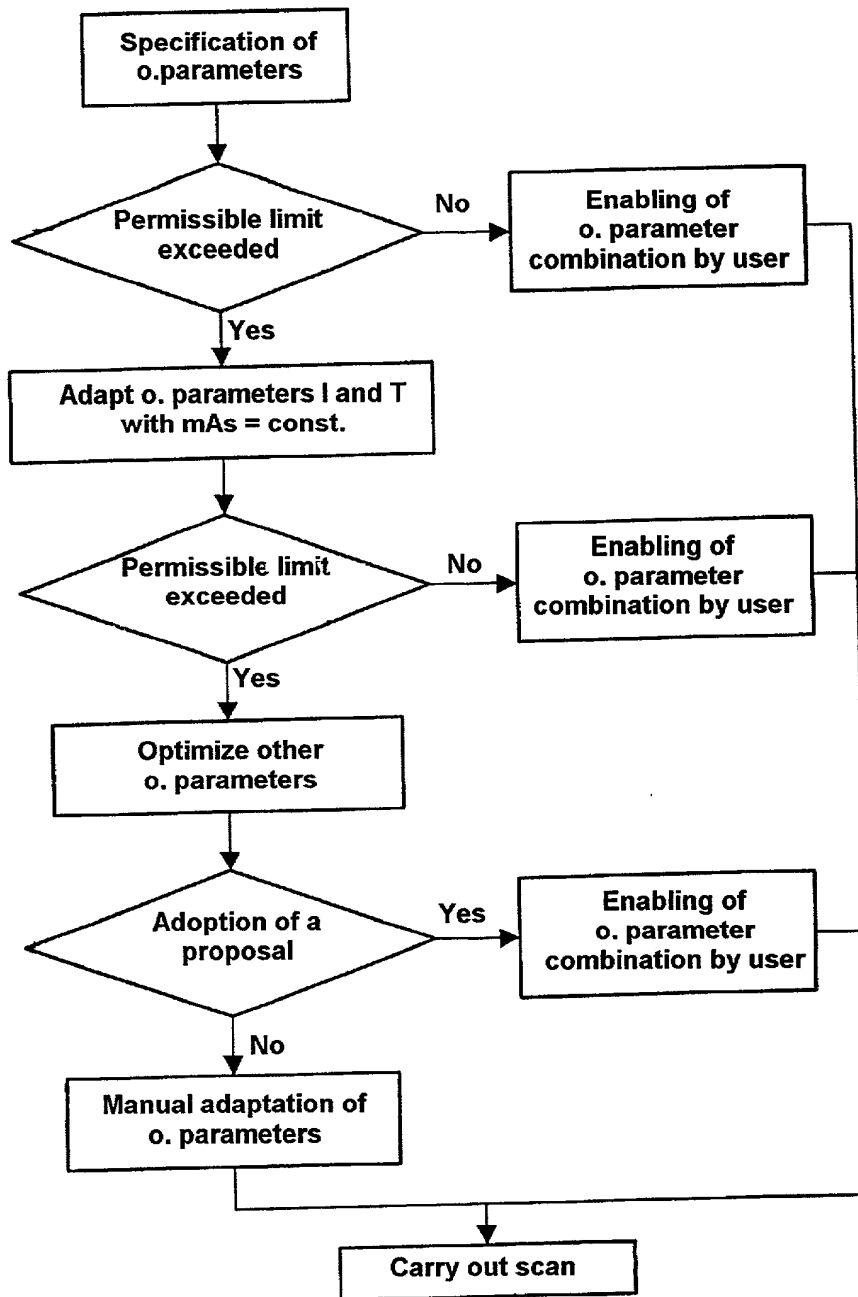 Specification of
o.parameters
Permissible limit
exceeded
No
Enabling of
o. parameter
combination by user
Yes
Adapt o. parameters I and T
with mAs = const.
Permissible limit
exceeded
No
Enabling of
o. parameter
combination by user
Yes
Optimize other
o. parameters
Adoption of a
proposal
Yes
Enabling of
o. parameter
combination by user
No
Manual adaptation of
o. parameters
Carry out scan